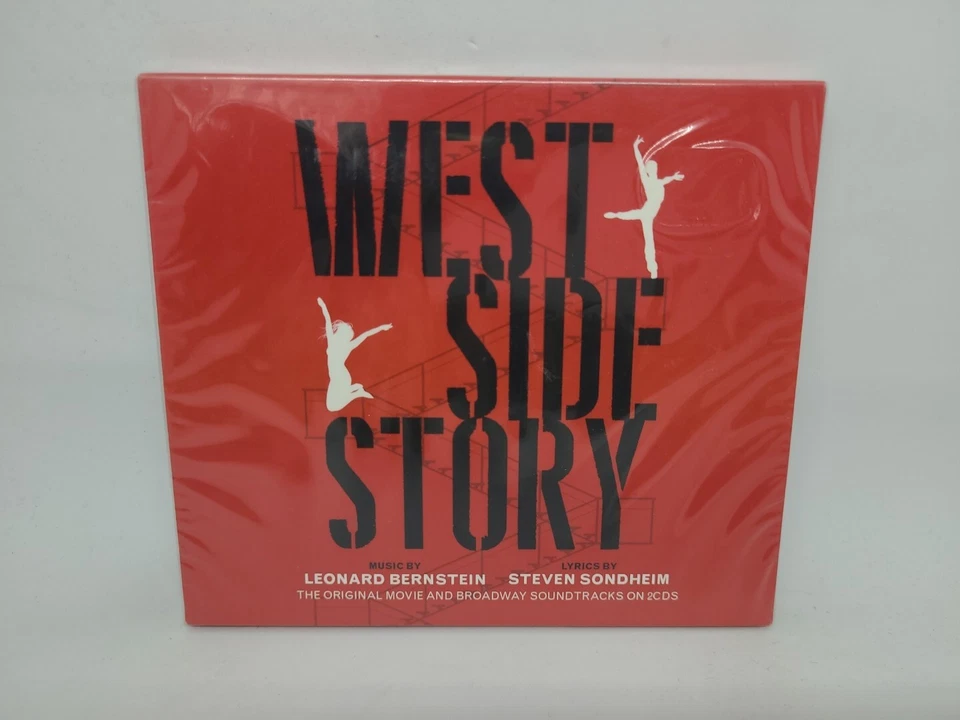 WEST
SIDE
STORY
MUSIC BY LYRICS BY
LEONARD BERNSTEIN STEVEN SONDHEIM
THE ORIGINAL MOVIE AND BROADWAY SOUNDTRACKS ON 2CDS